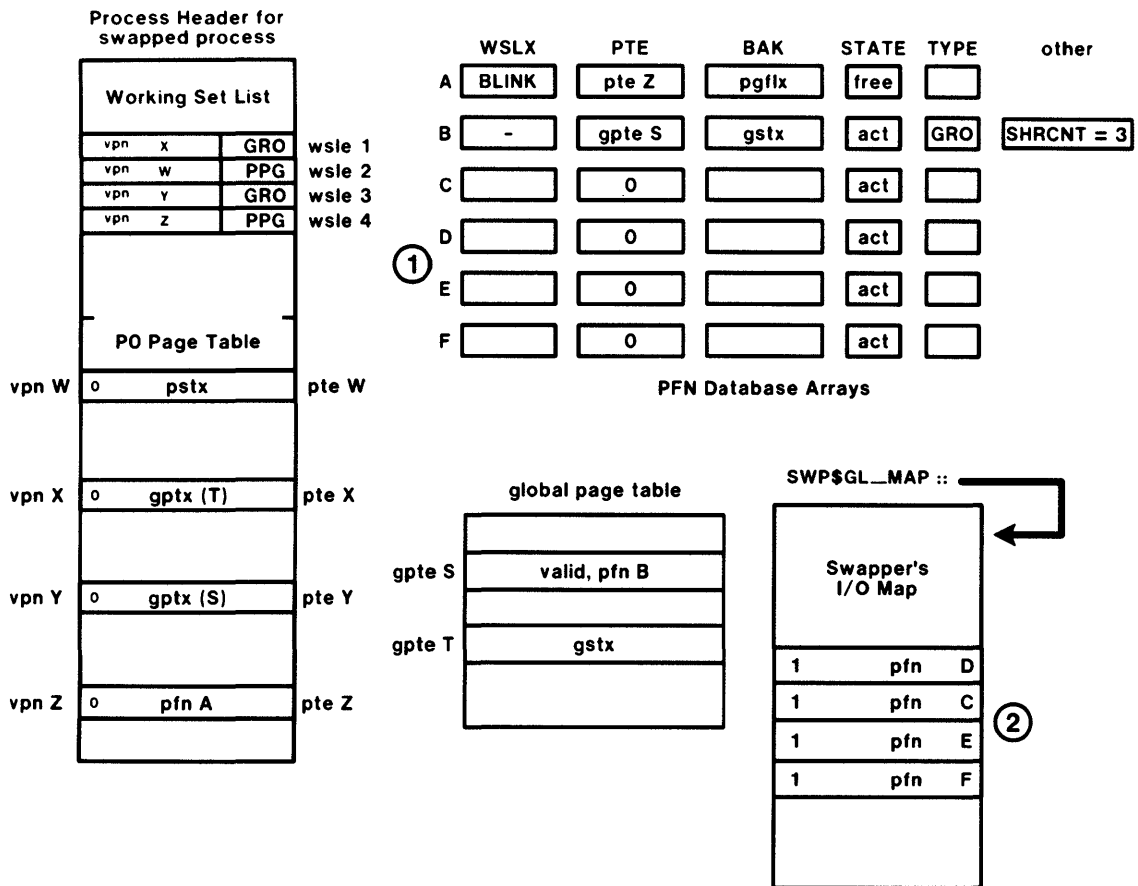 Process Header for
swapped process
Working Set List
vpn X GRO wsle 1
vpn W PPG wsle 2
vpn Y GRO wsle 3
vpn Z PPG wsle 4
PO Page Table
vpn W 0 pstx pte W
vpn X 0 gptx (T) pte X
vpn Y 0 gptx (S) pte Y
vpn Z 0 pfn A pte Z
WSLX PTE BAK STATE TYPE other
A BLINK pte Z pgflx free
B - gpte S gstx act GRO SHRCNT = 3
C 0 act
D 0 act
1
E 0 act
F 0 act
PFN Database Arrays
global page table
gpte S valid, pfn B
gpte T gstx
SWP$GL_MAP ::
Swapper's
I/O Map
1 pfn D
1 pfn C
2
1 pfn E
1 pfn F